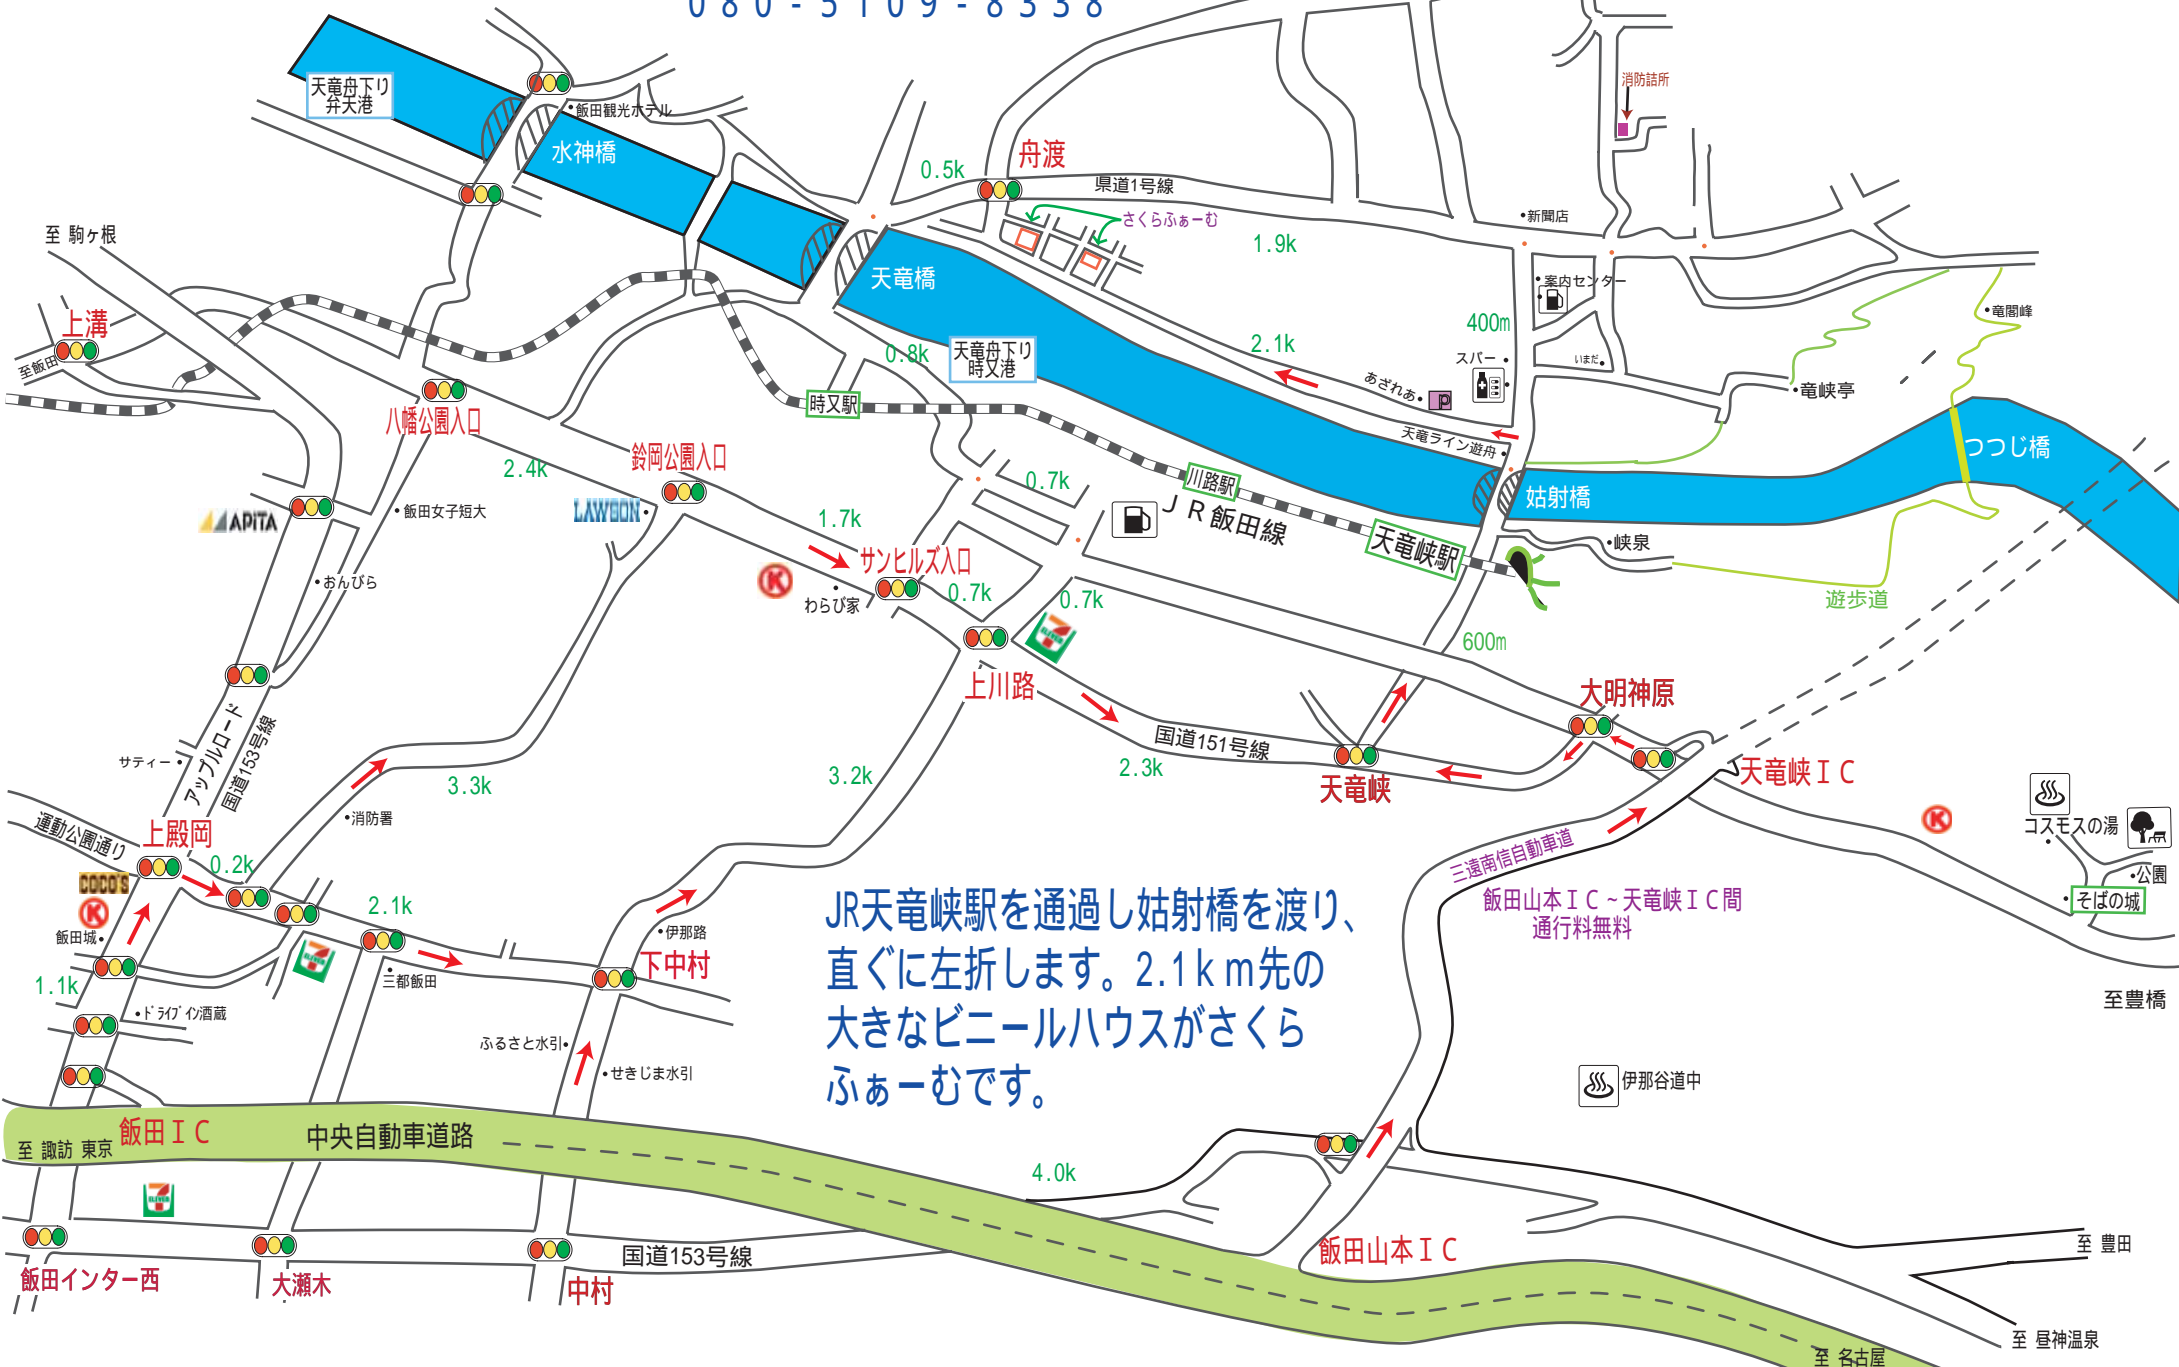 080-5109-8338
天竜舟下り
弁天港
飯田観光ホテル
水神橋
消防詰所
舟渡
0.5k
県道1号線
さくらふぁーむ
新聞店
1.9k
至 駒ヶ根
天竜橋
案内センター
竜閣峰
上溝
400m
至飯田
0.8k
天竜舟下り
時又港
2.1k
スパー
いまだ
あざれあ
P
竜峡亭
時又駅
八幡公園入口
天竜ライン遊舟
つつじ橋
2.4k
鈴岡公園入口
0.7k
川路駅
姑射橋
APiTA
飯田女子短大
LAWSON
1.7k
JR飯田線
天竜峡駅
峡泉
サンヒルズ入口
K
おんびら
わらび家
0.7k
0.7k
遊歩道
7
ELEVEN
600m
上川路
大明神原
アップルロード
国道153号線
サティー
国道151号線
3.3k
3.2k
2.3k
天竜峡
天竜峡IC
運動公園通り
上殿岡
消防署
0.2k
三遠南信自動車道
K
コスモスの湯
COCO'S
K
2.1k
飯田山本IC~天竜峡IC間
通行料無料
公園
そばの城
飯田城
伊那路
JR天竜峡駅を通過し姑射橋を渡り、
直ぐに左折します。2.1km先の
大きなビニールハウスがさくら
ふぁーむです。
7
ELEVEN
下中村
三都飯田
1.1k
ドライブイン酒蔵
至豊橋
ふるさと水引
せきじま水引
伊那谷道中
飯田IC
中央自動車道路
至 諏訪 東京
4.0k
7
ELEVEN
国道153号線
飯田山本IC
至 豊田
飯田インター西
大瀬木
中村
至 昼神温泉
至 名古屋